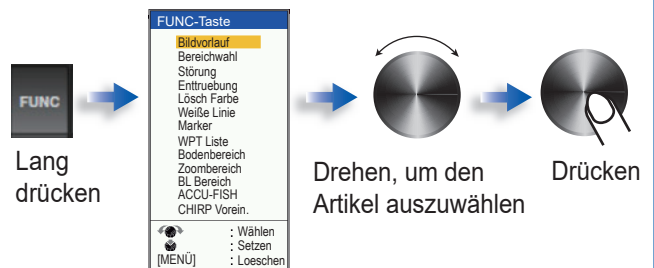 FUNC
Lang
drücken
FUNC-Taste
Bildvorlauf
Bereichwahl
Störung
Enttruebung
Lösch Farbe
Weiße Linie
Marker
WPT Liste
Bodenbereich
Zoombereich
BL Bereich
ACCU-FISH
CHIRP Vorein.
: Wählen
: Setzen
[MENÜ] : Loeschen
Drehen, um den
Artikel auszuwählen
Drücken